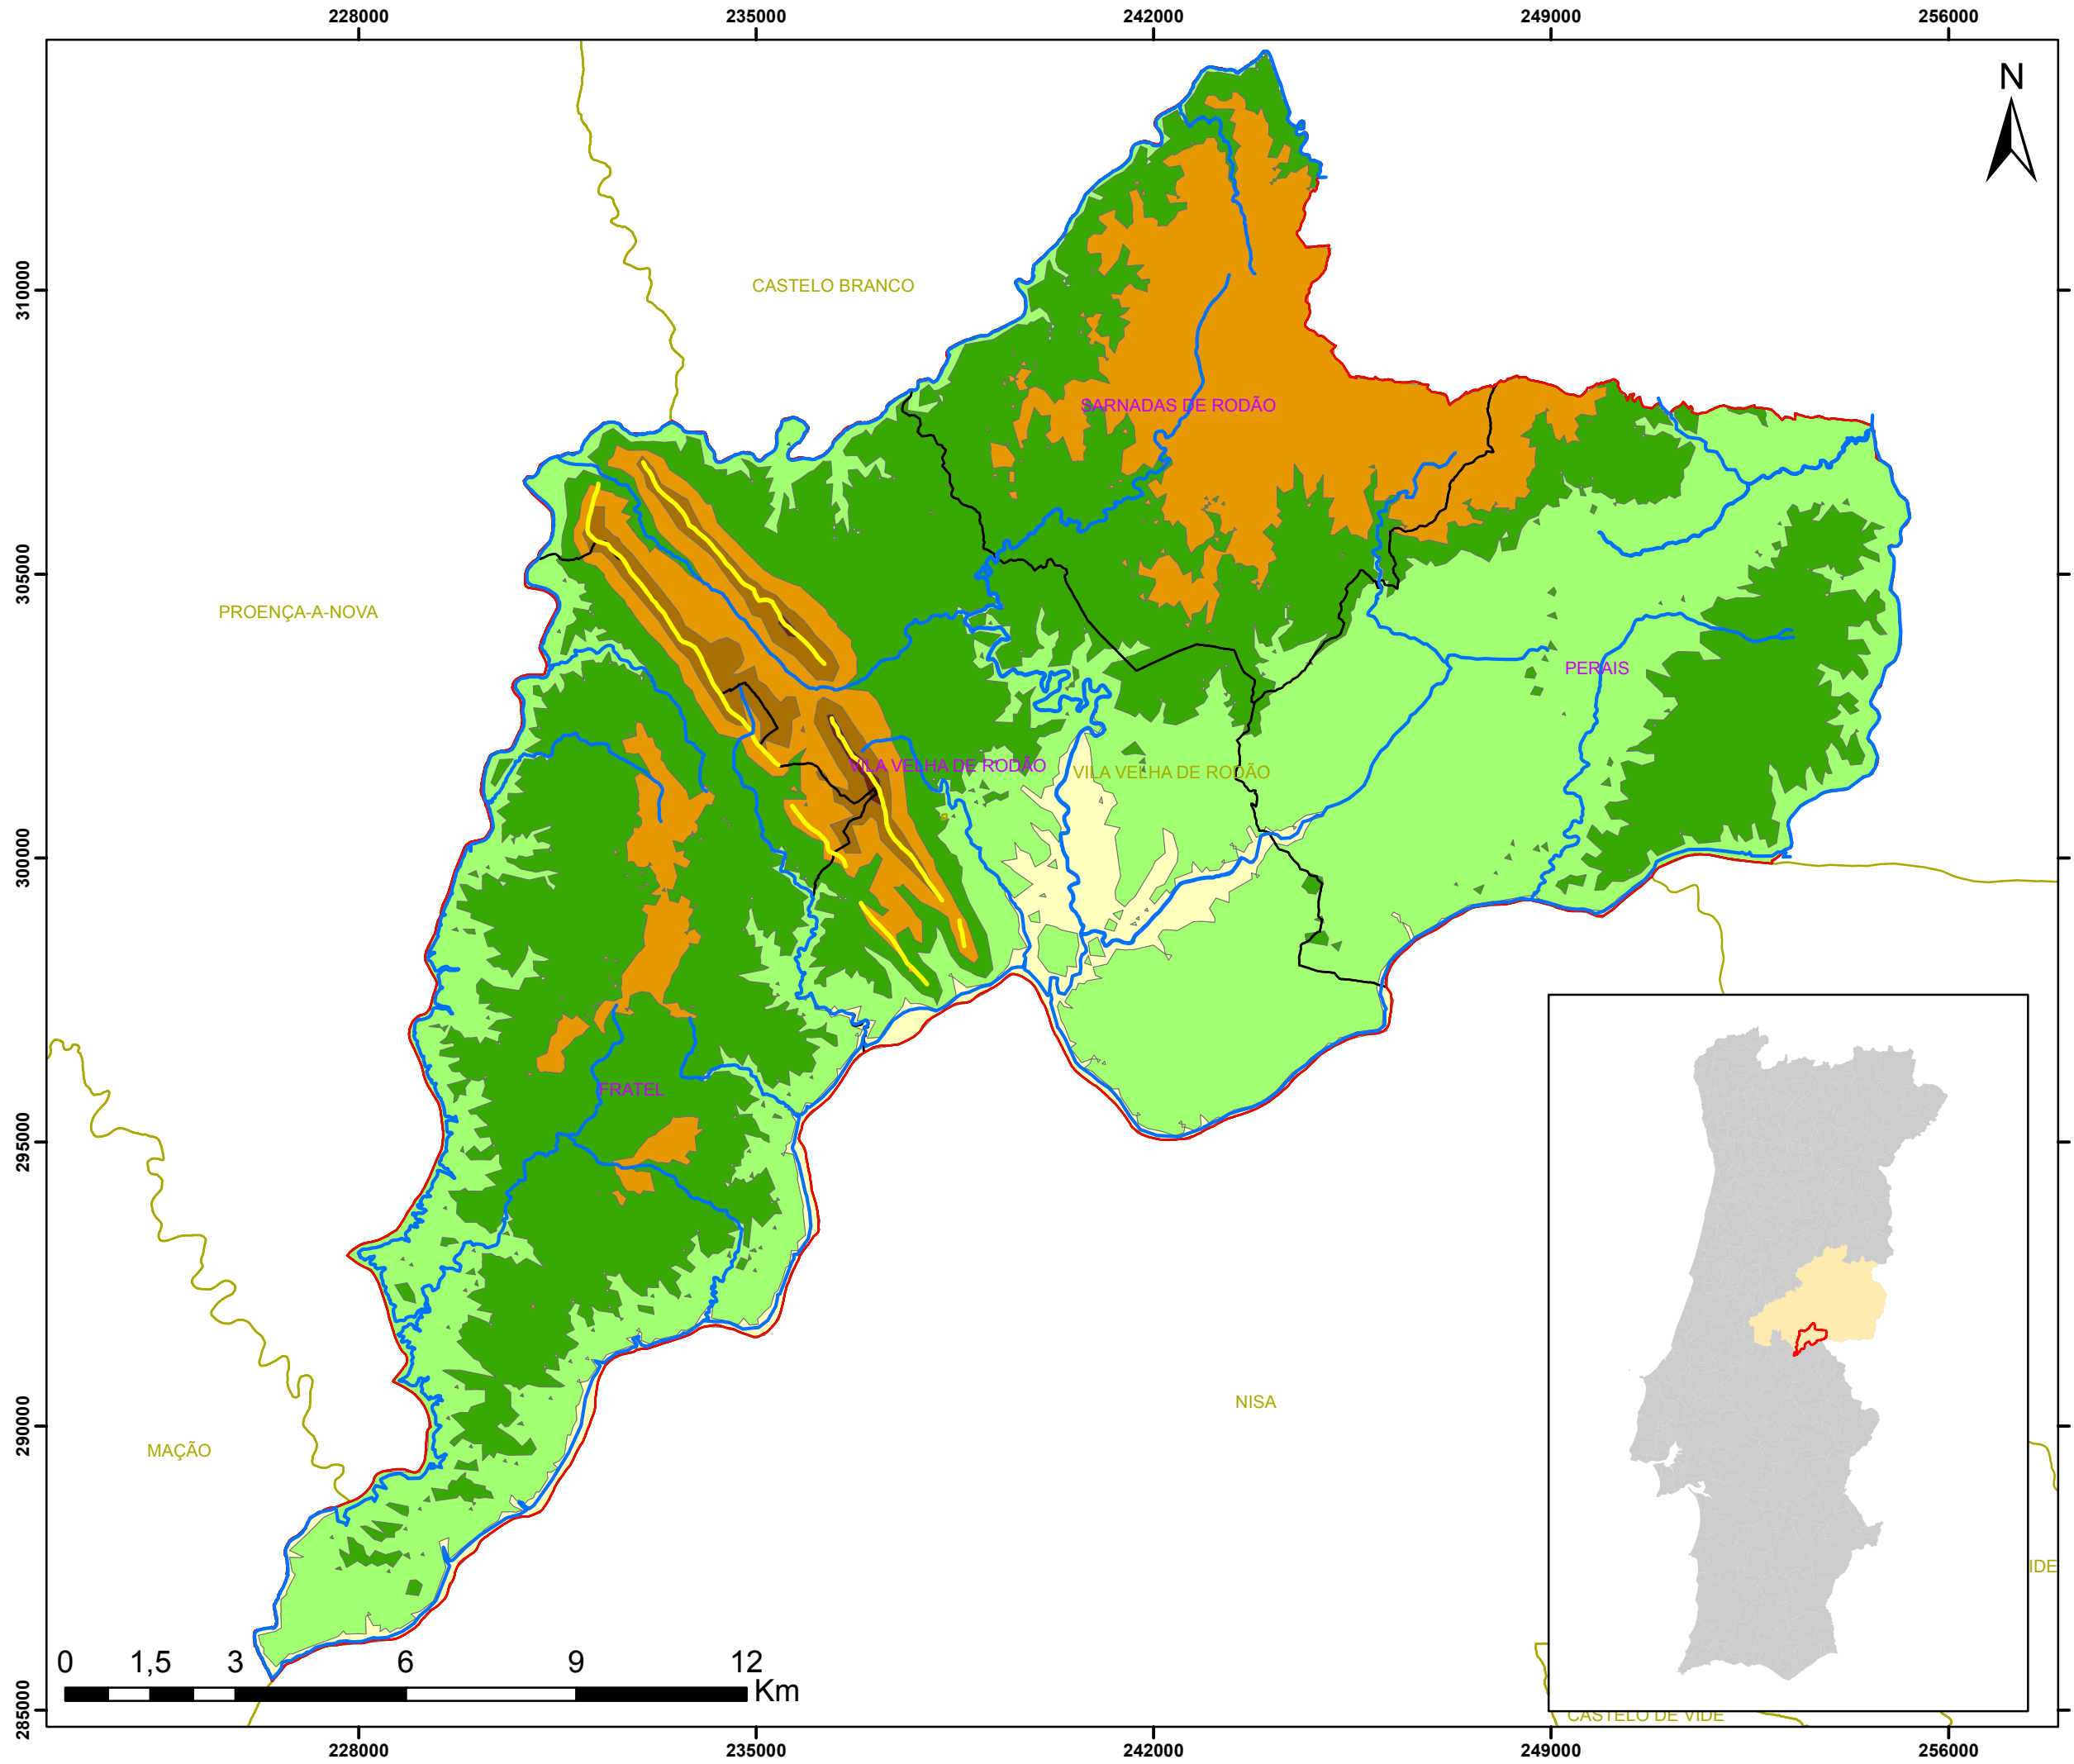 228000 235000 242000 249000 256000
N
310000
CASTELO BRANCO
SARNADAS DE RODÃO
305000
PROENÇA-A-NOVA
PERAIS
VILA VELHA DE RODÃO
VILA VELHA DE RODÃO
300000
FRATEL
295000
NISA
290000
MAÇÃO
IDE
0 1,5 3 6 9 12
Km
285000
CASTELO DE VIDE
228000 235000 242000 249000 256000